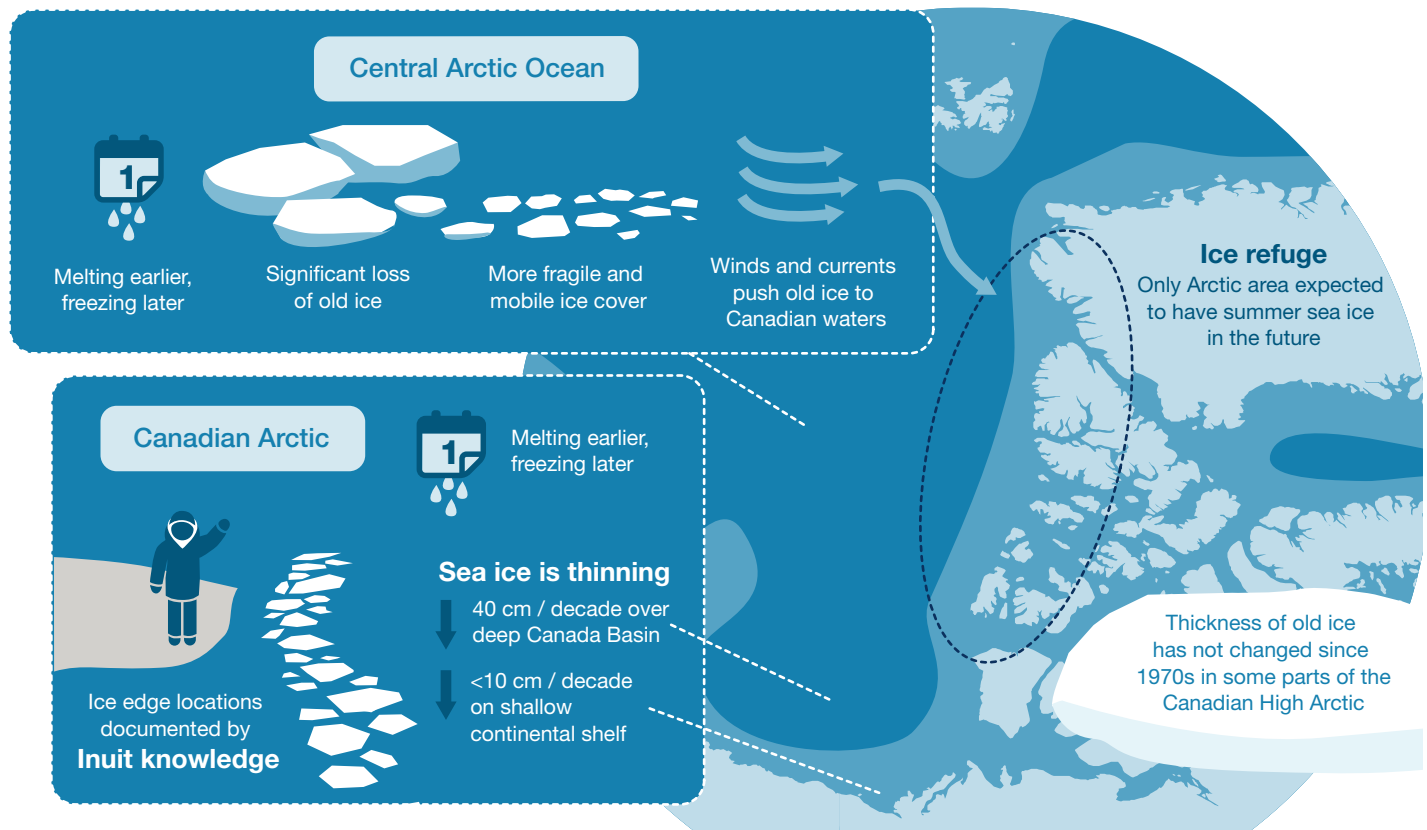 Central Arctic Ocean
1
Melting earlier,
freezing later
Significant loss
of old ice
More fragile and
mobile ice cover
Winds and currents
push old ice to
Canadian waters
Ice refuge
Only Arctic area expected
to have summer sea ice
in the future
Canadian Arctic
1
Melting earlier,
freezing later
Sea ice is thinning
40 cm / decade over
deep Canada Basin
<10 cm / decade
on shallow
continental shelf
Ice edge locations
documented by
Inuit knowledge
Thickness of old ice
has not changed since
1970s in some parts of the
Canadian High Arctic